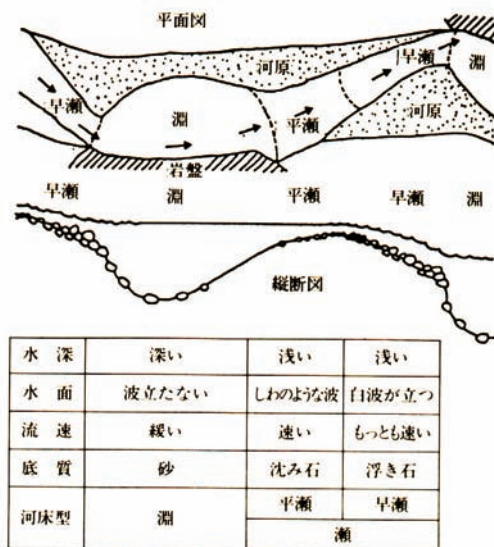 平面図
早瀬
淵
河原
早瀬
淵
平瀬
河原
岩盤
早瀬 淵 平瀬 早瀬 淵
縦断図
水深 深い 浅い 浅い
水面 波立たない しわのような波 白波が立つ
流速 緩い 速い もっとも速い
底質 砂 沈み石 浮き石
河床型 淵 平瀬 早瀬
瀬